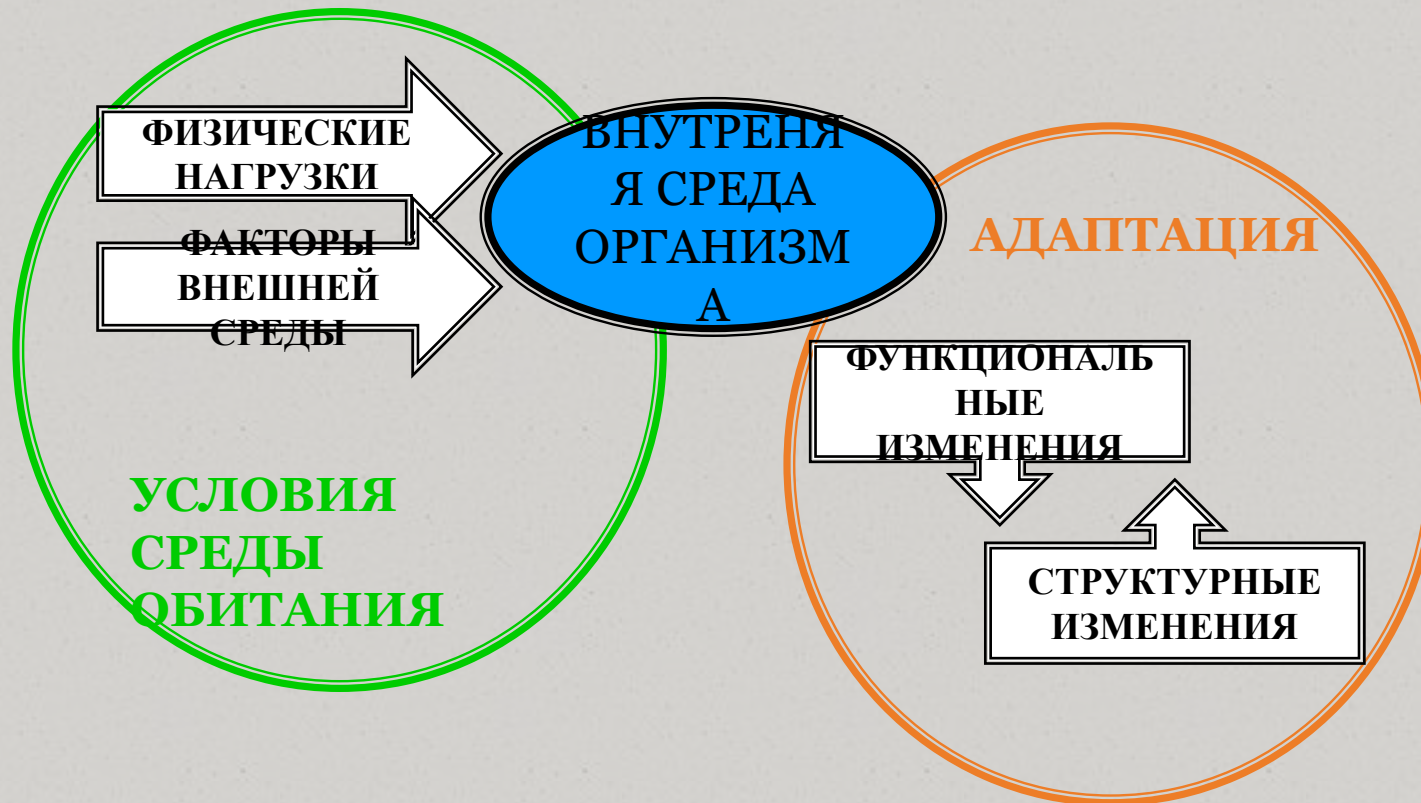 ФИЗИЧЕСКИЕ
НАГРУЗКИ
ФАКТОРЫ
ВНЕШНЕЙ
СРЕДЫ
ВНУТРЕНЯ
Я СРЕДА
ОРГАНИЗМ
А
УСЛОВИЯ
СРЕДЫ
ОБИТАНИЯ
АДАПТАЦИЯ
ФУНКЦИОНАЛЬ
НЫЕ
ИЗМЕНЕНИЯ
СТРУКТУРНЫЕ
ИЗМЕНЕНИЯ